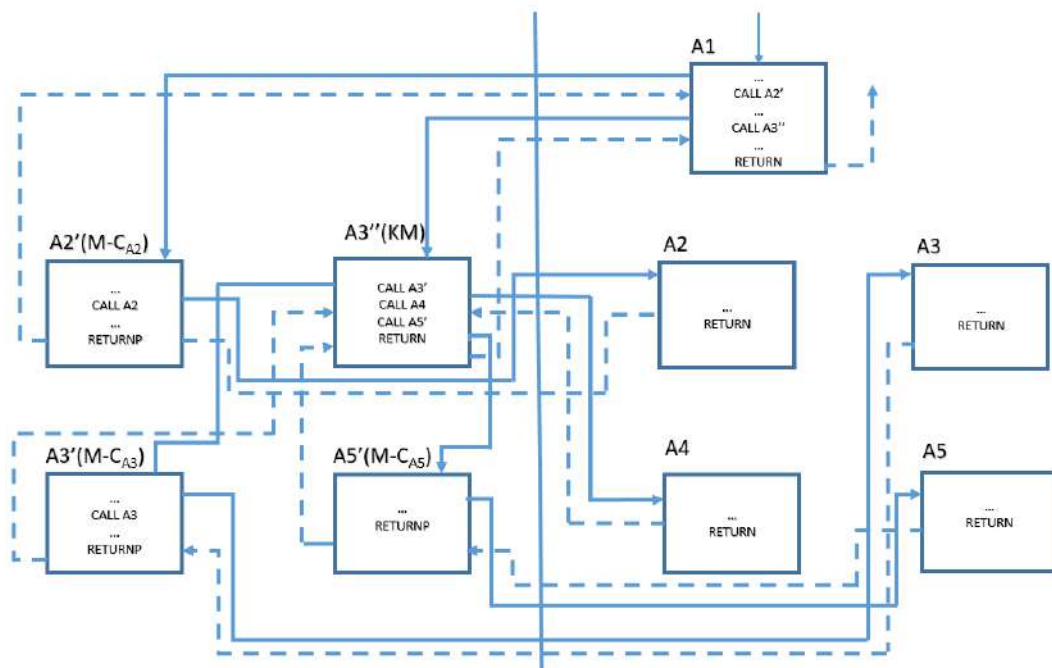 A1
...
CALL A2'
...
CALL A3''
...
RETURN
A2'(M-CA2)
...
CALL A2
...
RETURNP
A3''(KM)
CALL A3'
CALL A4
CALL A5'
RETURN
A2
...
RETURN
A3
...
RETURN
A3'(M-CA3)
...
CALL A3
...
RETURNP
A5'(M-CA5)
...
RETURNP
A4
...
RETURN
A5
...
RETURN